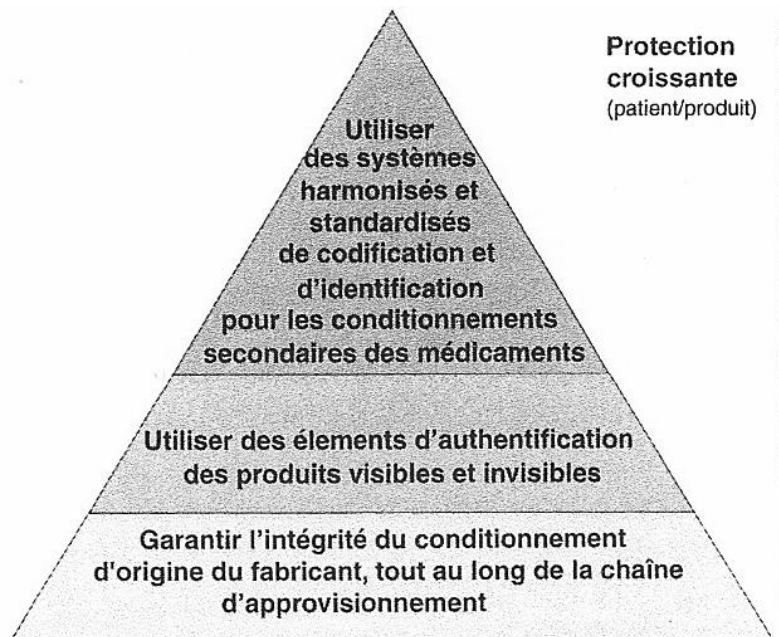 Protection
croissante
(patient/produit)
Utiliser
des systèmes
harmonisés et
standardisés
de codification et
d'identification
pour les conditionnements
secondaires des médicaments
Utiliser des élements d'authentification
des produits visibles et invisibles
Garantir l'intégrité du conditionnement
d'origine du fabricant, tout au long de la chaîne
d'approvisionnement